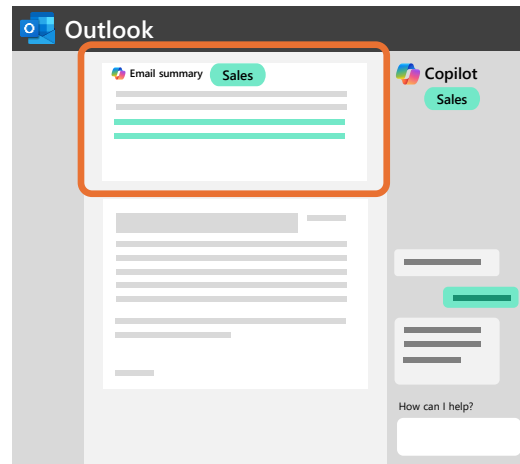 Outlook
Email summary Sales
Copilot
Sales
How can I help?